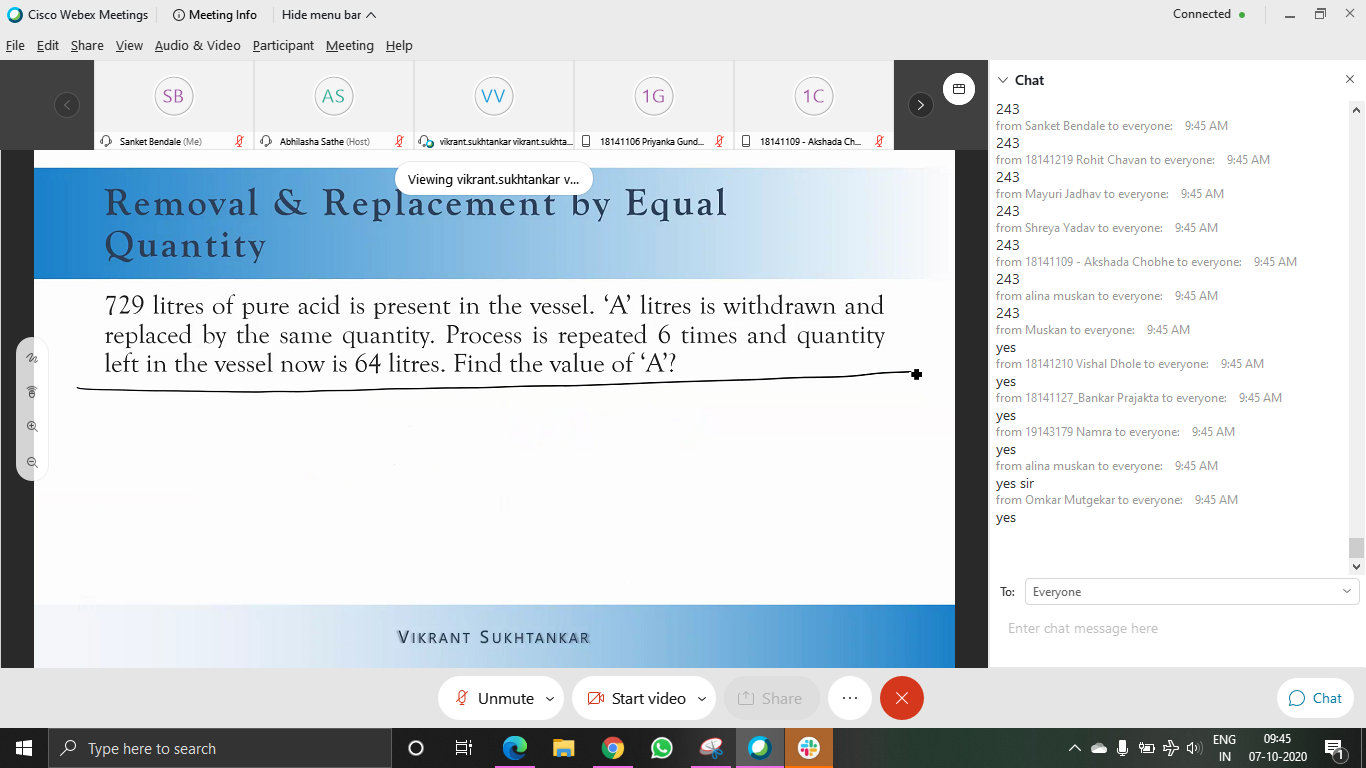 Cisco Webex Meetings
Meeting Info
Hide menu bar
Connected
File Edit Share View Audio & Video Participant Meeting Help
SB
AS
VV
1G
1C
Sanket Bendale (Me)
Abhilasha Sathe (Host)
vikrant.sukhtankar vikrant.sukhta...
18141106 Priyanka Gund...
18141109 - Akshada Ch...
Viewing vikrant.sukhtankar v...
Removal & Replacement by Equal
Quantity
729 litres of pure acid is present in the vessel. ‘A’ litres is withdrawn and
replaced by the same quantity. Process is repeated 6 times and quantity
left in the vessel now is 64 litres. Find the value of ‘A’?
VIKRANT SUKHTANKAR
Chat
243
from Sanket Bendale to everyone: 9:45 AM
243
from 18141219 Rohit Chavan to everyone: 9:45 AM
243
from Mayuri Jadhav to everyone: 9:45 AM
243
from Shreya Yadav to everyone: 9:45 AM
243
from 18141109 - Akshada Chobhe to everyone: 9:45 AM
243
from alina muskan to everyone: 9:45 AM
243
from Muskan to everyone: 9:45 AM
yes
from 18141210 Vishal Dhole to everyone: 9:45 AM
yes
from 18141127_Bankar Prajakta to everyone: 9:45 AM
yes
from 19143179 Namra to everyone: 9:45 AM
yes
from alina muskan to everyone: 9:45 AM
yes sir
from Omkar Mutgekar to everyone: 9:45 AM
yes
To: Everyone
Enter chat message here
Unmute
Start video
Share
Chat
Type here to search
ENG
IN
09:45
07-10-2020
1